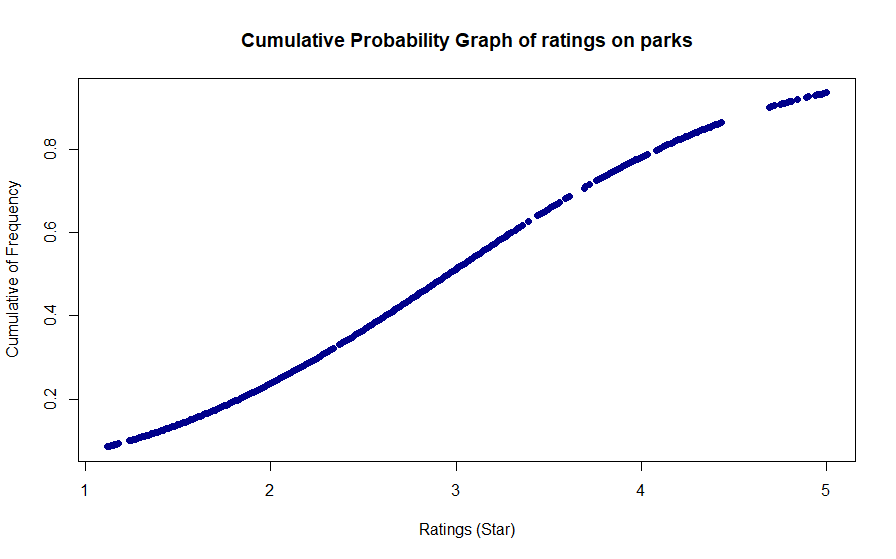 Cumulative Probability Graph of ratings on parks
Cumulative of Frequency
0.8
0.6
0.4
0.2
1 2 3 4 5
Ratings (Star)